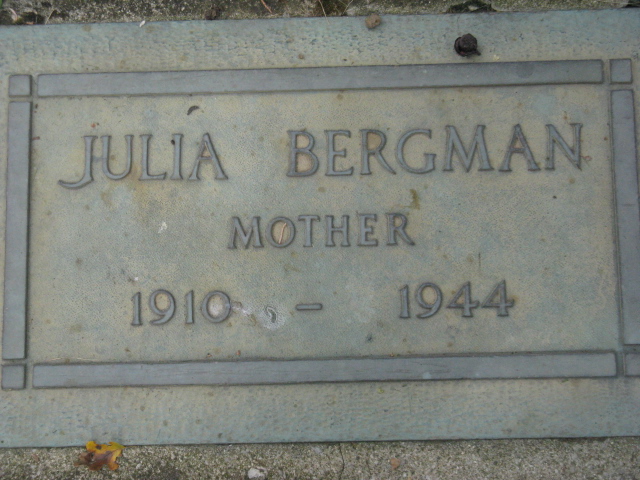 JULIA BERGMAN
MOTHER
1910 - 1944